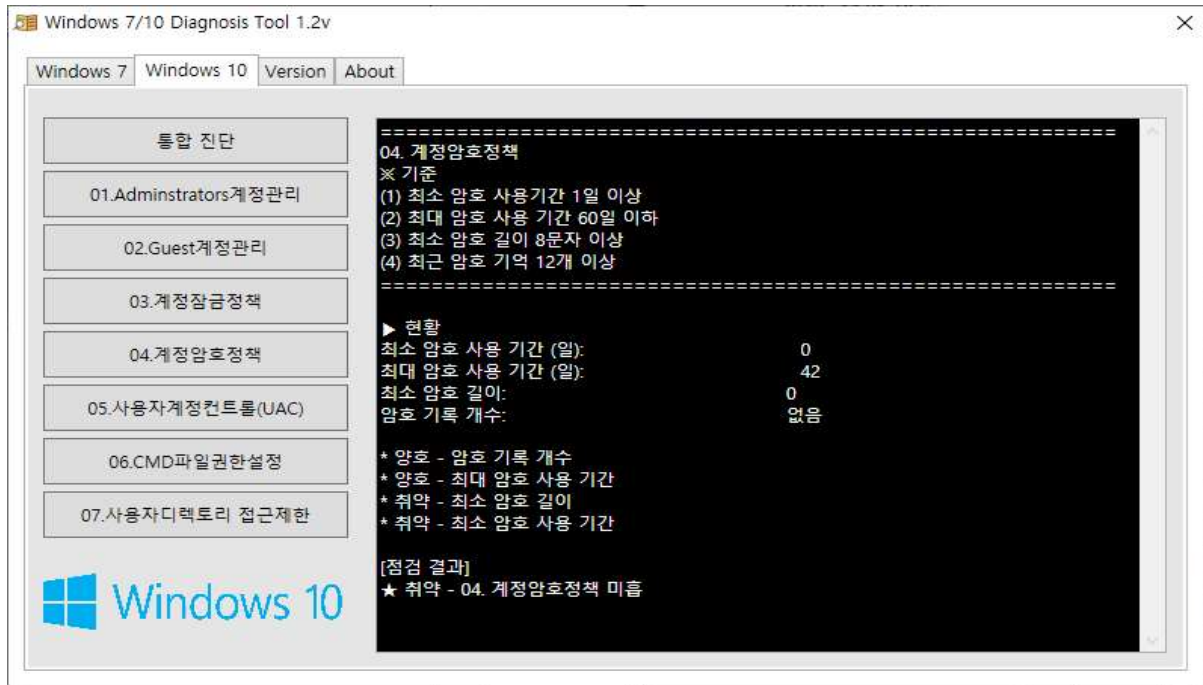 Windows 7/10 Diagnosis Tool 1.2v
Windows 7 Windows 10 Version About
통합 진단
01.Adminstrators계정관리
02.Guest계정관리
03.계정잠금정책
04.계정암호정책
05.사용자계정컨트롤(UAC)
06.CMD파일권한설정
07.사용자디렉토리 접근제한
Windows 10
==========================================================
04. 계정암호정책
※ 기준
(1) 최소 암호 사용기간 1일 이상
(2) 최대 암호 사용 기간 60일 이하
(3) 최소 암호 길이 8문자 이상
(4) 최근 암호 기억 12개 이상
==========================================================
▶ 현황
최소 암호 사용 기간 (일): 0
최대 암호 사용 기간 (일): 42
최소 암호 길이: 0
암호 기록 개수: 없음
* 양호 - 암호 기록 개수
* 양호 - 최대 암호 사용 기간
* 취약 - 최소 암호 길이
* 취약 - 최소 암호 사용 기간
[점검 결과]
★ 취약 - 04. 계정암호정책 미흡